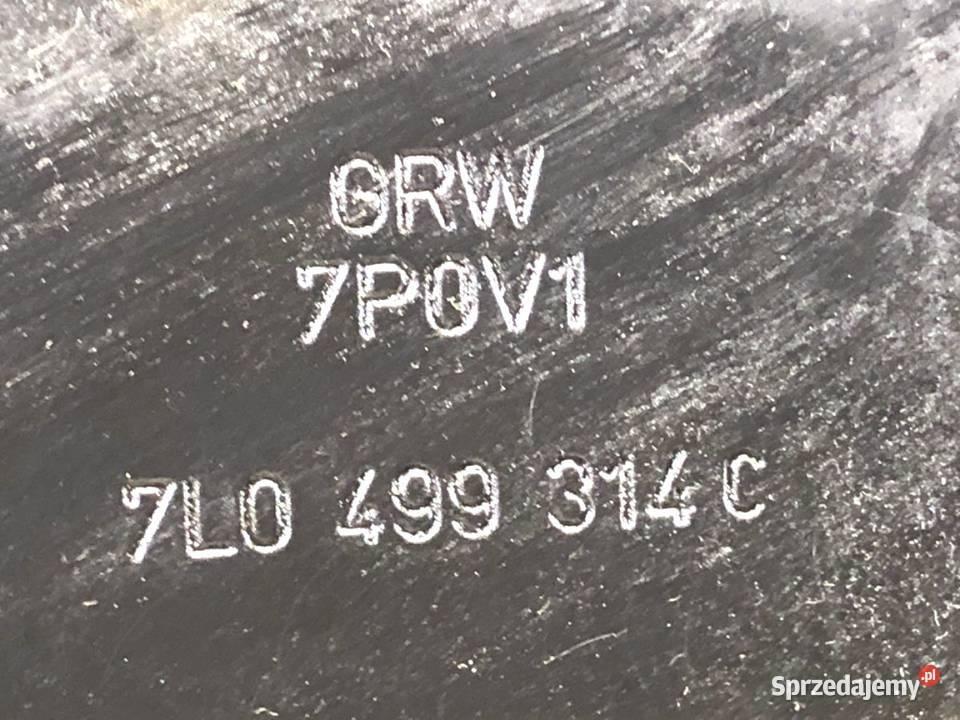 GRW
7P0V1
7L0 499 314 C
Sprzedajemy.pl